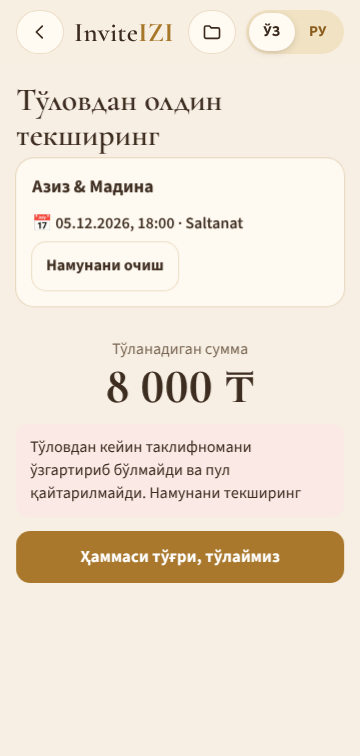 InviteIZI
ЎЗ
РУ
Тўловдан олдин
текширинг
Азиз & Мадина
📅 05.12.2026, 18:00 · Saltanat
Намунани очиш
Тўланадиган сумма
8 000 ₸
Тўловдан кейин таклифномани
ўзгартириб бўлмайди ва пул
қайтарилмайди. Намунани текширинг
Ҳаммаси тўғри, тўлаймиз